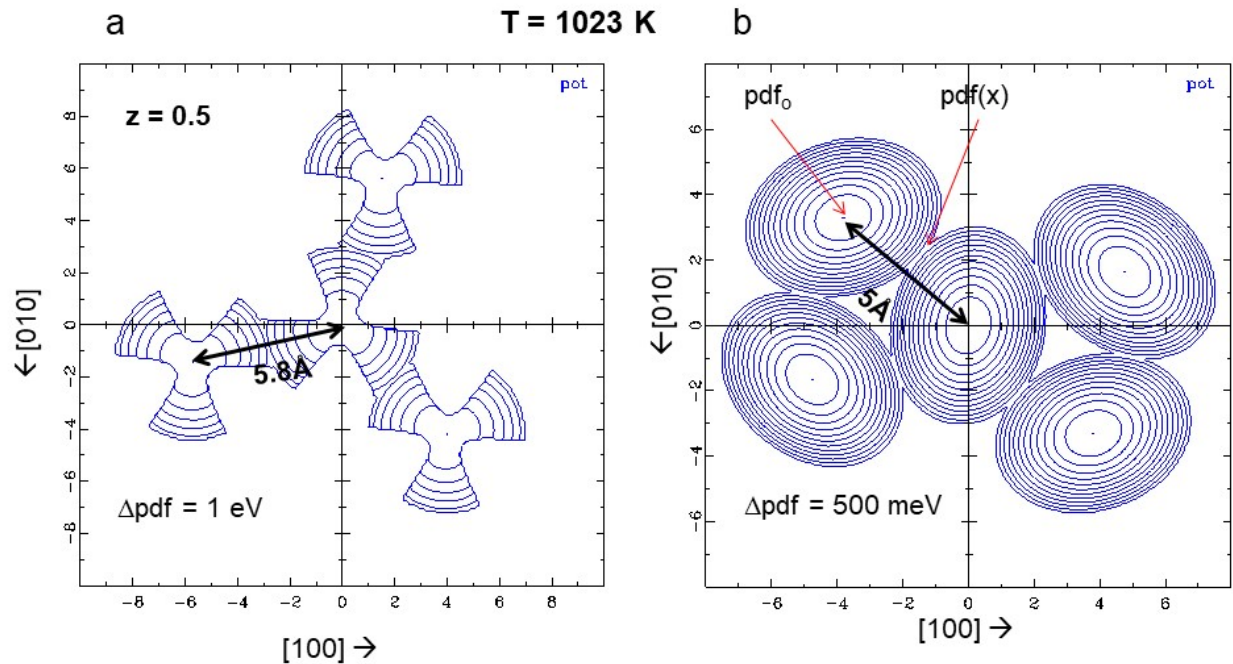 a
T = 1023 K
b
pot
z = 0.5
8
6
4
2
0
-2
-4
-6
-8
5.8Å
Δpdf = 1 eV
-8 -6 -4 -2 0 2 4 6 8
←[010]
[100] →
pot
pdfₒ
pdf(x)
6
4
2
0
-2
-4
-6
5Å
Δpdf = 500 meV
-6 -4 -2 0 2 4 6
←[010]
[100] →